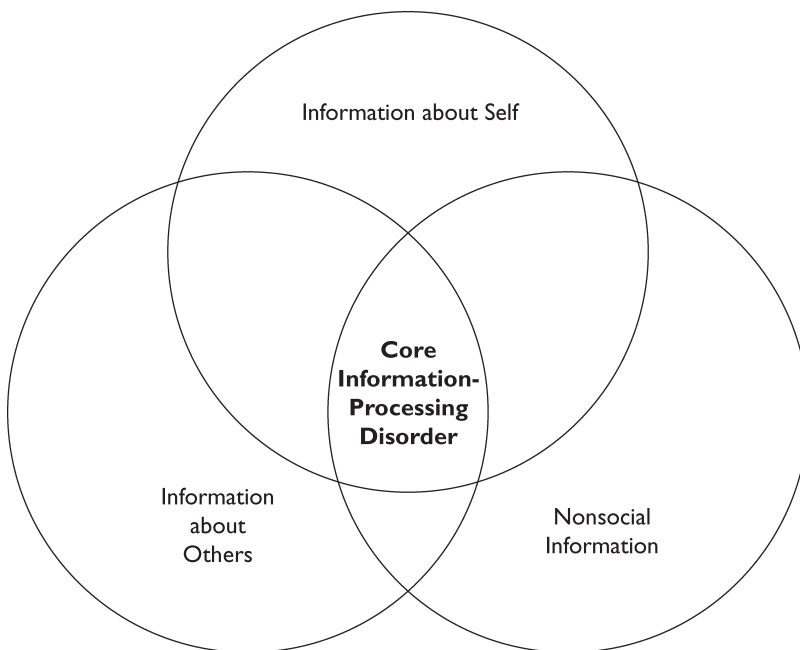 Information about Self
Core
Information-
Processing
Disorder
Information
about
Others
Nonsocial
Information